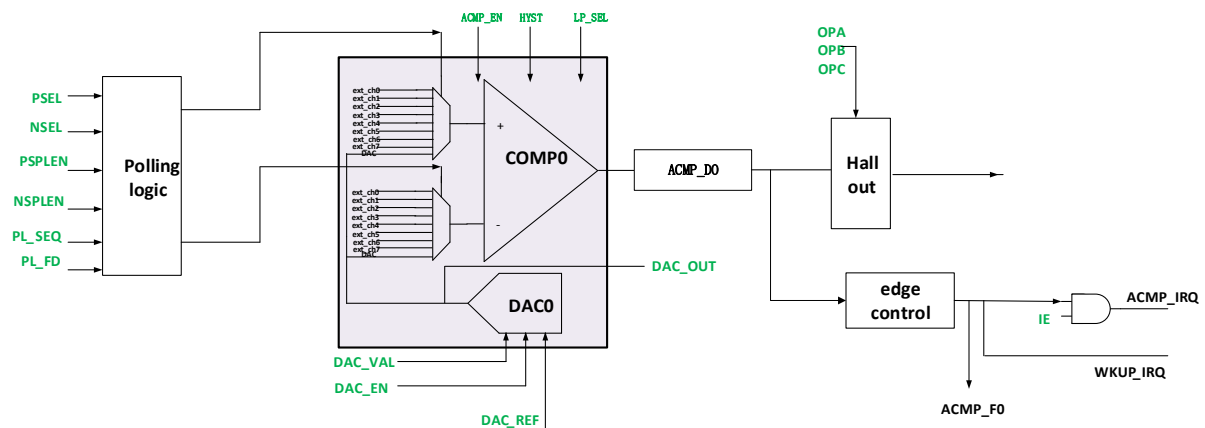 ACMP_EN HYST LP_SEL
OPA
OPB
OPC
PSEL
NSEL
PSPLEN
NSPLEN
PL_SEQ
PL_FD
Polling
logic
ext_ch0
ext_ch1
ext_ch2
ext_ch3
ext_ch4
ext_ch5
ext_ch6
ext_ch7
DAC
+
COMP0
ext_ch0
ext_ch1
ext_ch2
ext_ch3
ext_ch4
ext_ch5
ext_ch6
ext_ch7
DAC
-
ACMP_DO
Hall
out
DAC_OUT
DAC0
edge
control
IE
ACMP_IRQ
WKUP_IRQ
ACMP_F0
DAC_VAL
DAC_EN
DAC_REF